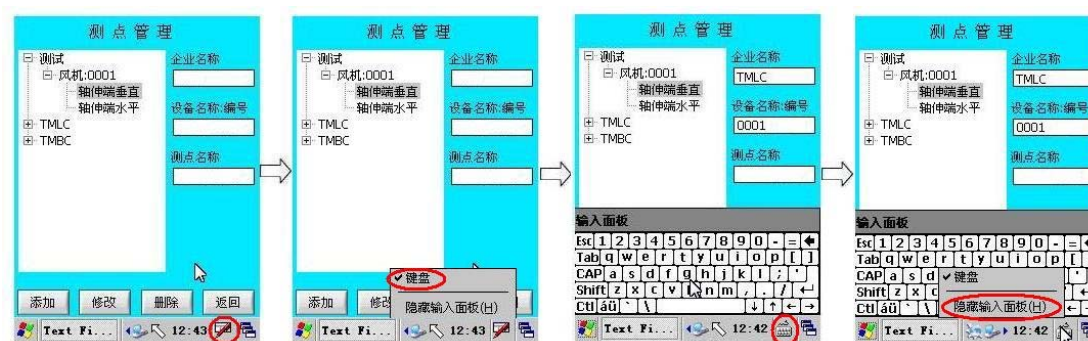 测点管理
测试
风机:0001
轴伸端垂直
轴伸端水平
TMLC
TMBC
企业名称
设备名称:编号
测点名称
添加 修改 删除 返回
Text Fi... 12:43
测点管理
测试
风机:0001
轴伸端垂直
轴伸端水平
TMLC
TMBC
企业名称
设备名称:编号
测点名称
键盘
隐藏输入面板(H)
添加
Text Fi... 12:43
测点管理
测试
风机:0001
轴伸端垂直
轴伸端水平
TMLC
TMBC
企业名称
TMLC
设备名称:编号
0001
测点名称
输入面板
Esc 1 2 3 4 5 6 7 8 9 0 - =
Tab q w e r t y u i o p [ ]
CAP a s d f g h j k l ; '
Shift z x c v b n m , . /
Ctl áü ` \ ↓ ↑ ← →
Text Fi... 12:42
测点管理
测试
风机:0001
轴伸端垂直
轴伸端水平
TMLC
TMBC
企业名称
TMLC
设备名称:编号
0001
测点名称
输入面板
Esc 1 2 3 4 5 6 7 8 9 0 - =
Tab q w e r t y u i o p [
CAP a s d
键盘
Shift z x c
隐藏输入面板(H)
Ctl áü ` \
Text Fi... 12:42